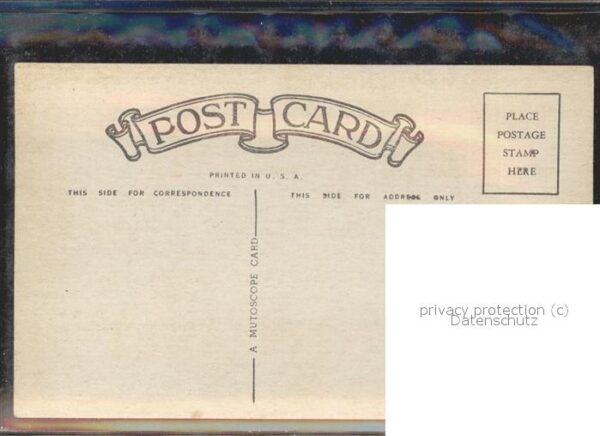 POST CARD
PLACE
POSTAGE
STAMP
HERE
PRINTED IN U. S. A.
THIS SIDE FOR CORRESPONDENCE
THIS SIDE FOR ADDRESS ONLY
A MUTOSCOPE CARD
privacy protection (c)
Datenschutz